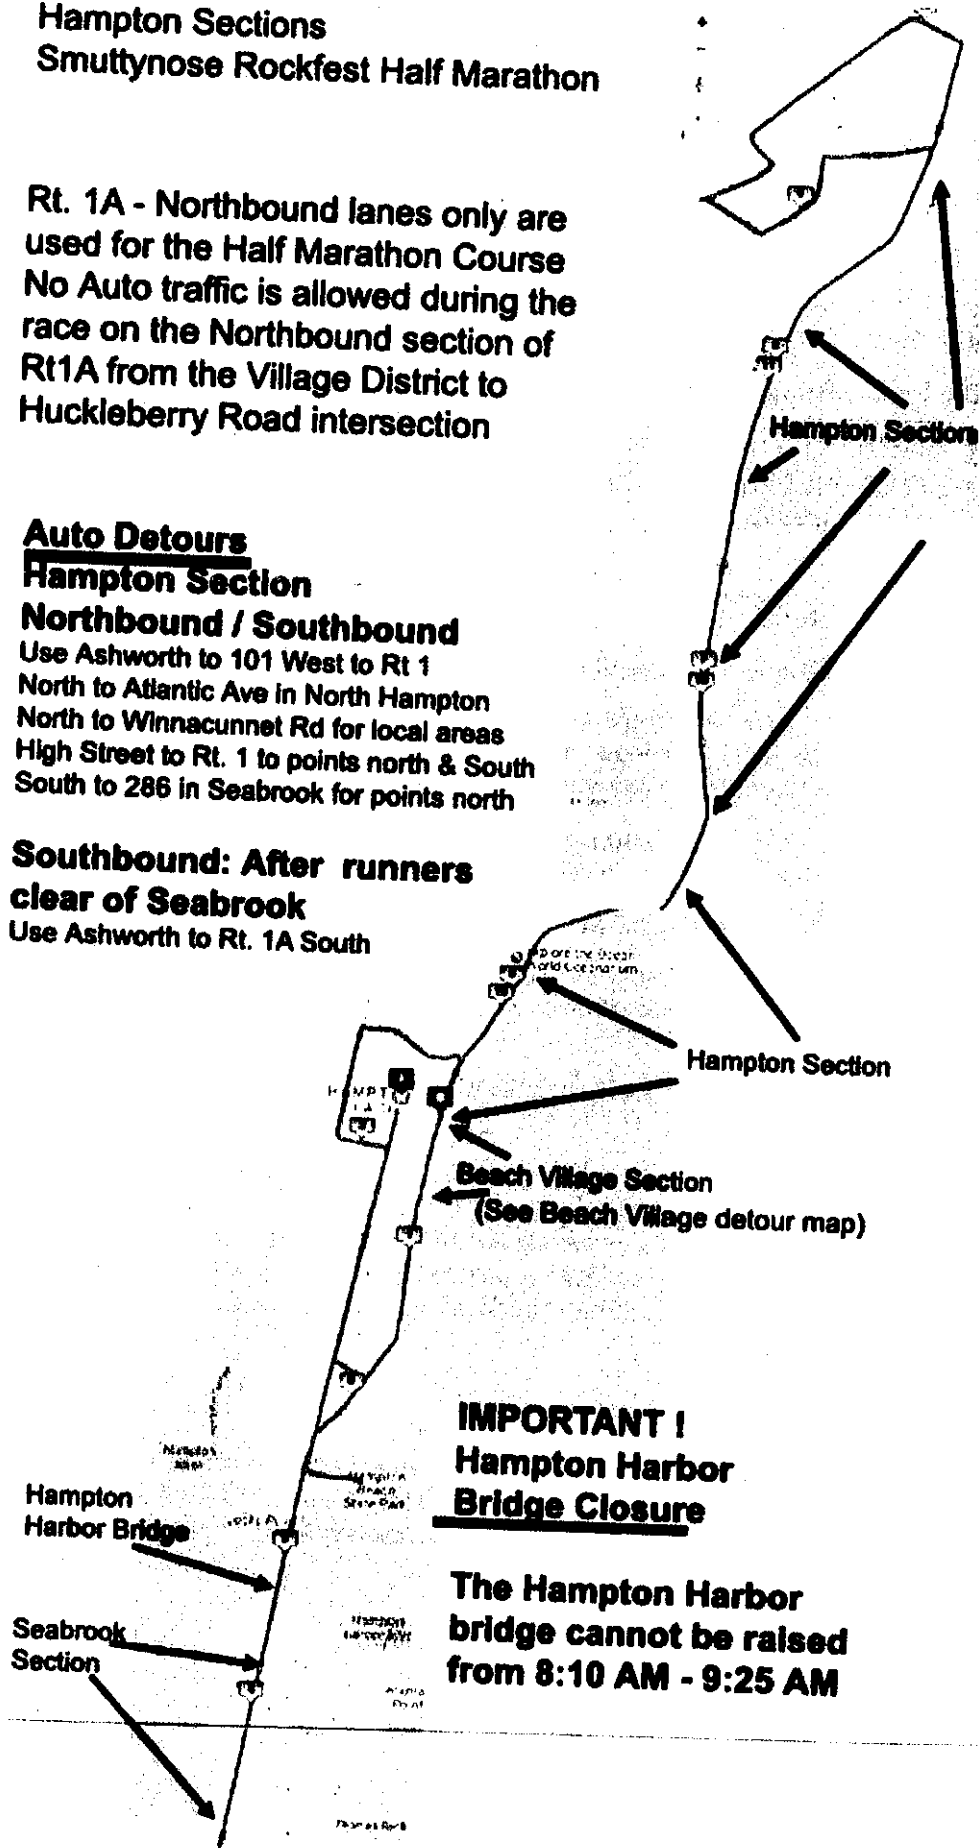 Hampton Sections
Smuttynose Rockfest Half Marathon
Rt. 1A - Northbound lanes only are
used for the Half Marathon Course
No Auto traffic is allowed during the
race on the Northbound section of
Rt1A from the Village District to
Huckleberry Road intersection
Hampton Sections
Auto Detours
Hampton Section
Northbound / Southbound
Use Ashworth to 101 West to Rt 1
North to Atlantic Ave in North Hampton
North to Winnacunnet Rd for local areas
High Street to Rt. 1 to points north & South
South to 286 in Seabrook for points north
Southbound: After runners
clear of Seabrook
Use Ashworth to Rt. 1A South
Hampton Section
Beach Village Section
(See Beach Village detour map)
IMPORTANT !
Hampton Harbor
Bridge Closure
Beach
State Park
Hampton
Harbor Bridge
The Hampton Harbor
bridge cannot be raised
from 8:10 AM - 9:25 AM
Seabrook
Section